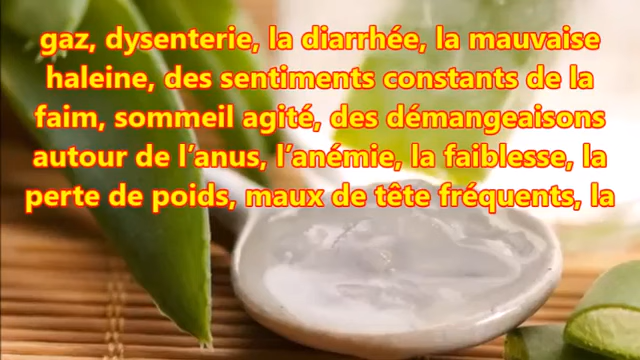 gaz, dysenterie, la diarrhée, la mauvaise
haleine, des sentiments constants de la
faim, sommeil agité, des démangeaisons
autour de l’anus, l’anémie, la faiblesse, la
perte de poids, maux de tête fréquents, la